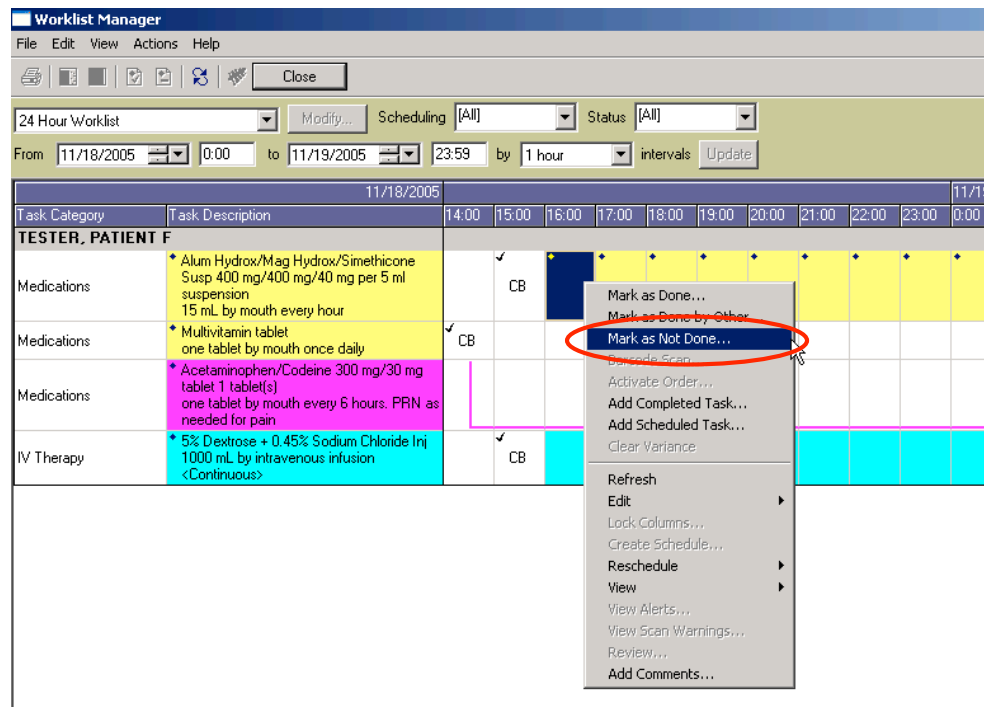 Worklist Manager
File Edit View Actions Help
Close
24 Hour Worklist Modify... Scheduling [All] Status [All]
From 11/18/2005 0:00 to 11/19/2005 23:59 by 1 hour intervals Update
11/18/2005 11/1
Task Category Task Description 14:00 15:00 16:00 17:00 18:00 19:00 20:00 21:00 22:00 23:00 0:00
TESTER, PATIENT F
Medications
Alum Hydrox/Mag Hydrox/Simethicone
Susp 400 mg/400 mg/40 mg per 5 ml
suspension
15 mL by mouth every hour
CB
Medications
Multivitamin tablet
one tablet by mouth once daily
CB
Medications
Acetaminophen/Codeine 300 mg/30 mg
tablet 1 tablet(s)
one tablet by mouth every 6 hours. PRN as
needed for pain
IV Therapy
5% Dextrose + 0.45% Sodium Chloride Inj
1000 mL by intravenous infusion
<Continuous>
CB
Mark as Done...
Mark as Done by Other...
Mark as Not Done...
Barcode Scan
Activate Order...
Add Completed Task...
Add Scheduled Task...
Clear Variance
Refresh
Edit
Lock Columns...
Create Schedule...
Reschedule
View
View Alerts...
View Scan Warnings...
Review...
Add Comments...